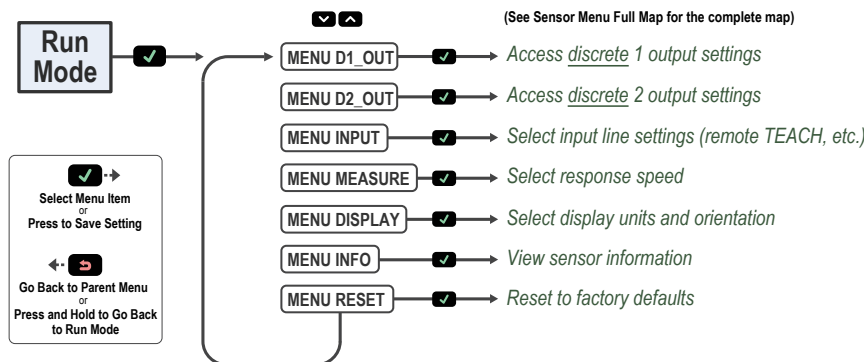 (See Sensor Menu Full Map for the complete map)
Run
Mode
MENU D1_OUT
Access discrete 1 output settings
MENU D2_OUT
Access discrete 2 output settings
MENU INPUT
Select input line settings (remote TEACH, etc.)
MENU MEASURE
Select response speed
MENU DISPLAY
Select display units and orientation
MENU INFO
View sensor information
MENU RESET
Reset to factory defaults
Select Menu Item
or
Press to Save Setting
Go Back to Parent Menu
or
Press and Hold to Go Back
to Run Mode